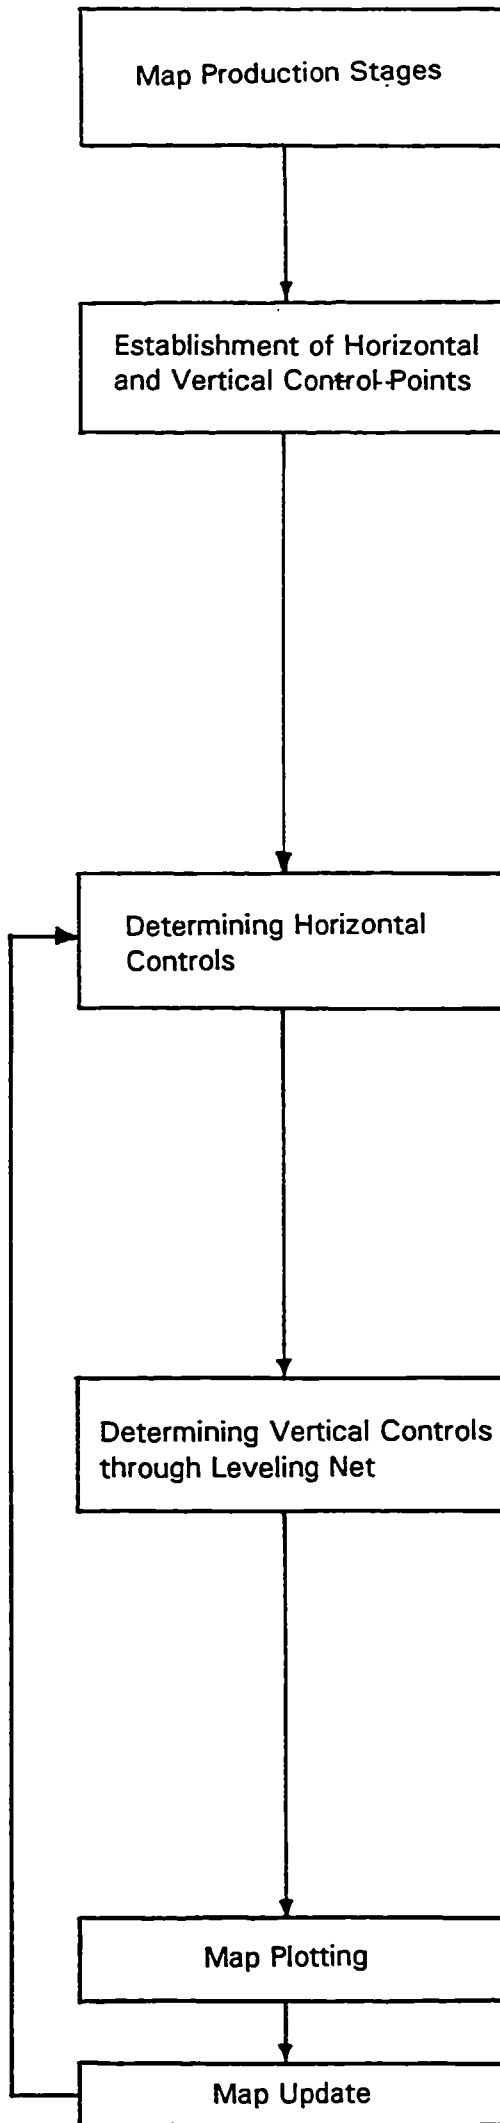 Map Production Stages
Establishment of Horizontal
and Vertical Control Points
Determining Horizontal
Controls
Determining Vertical Controls
through Leveling Net
Map Plotting
Map Update